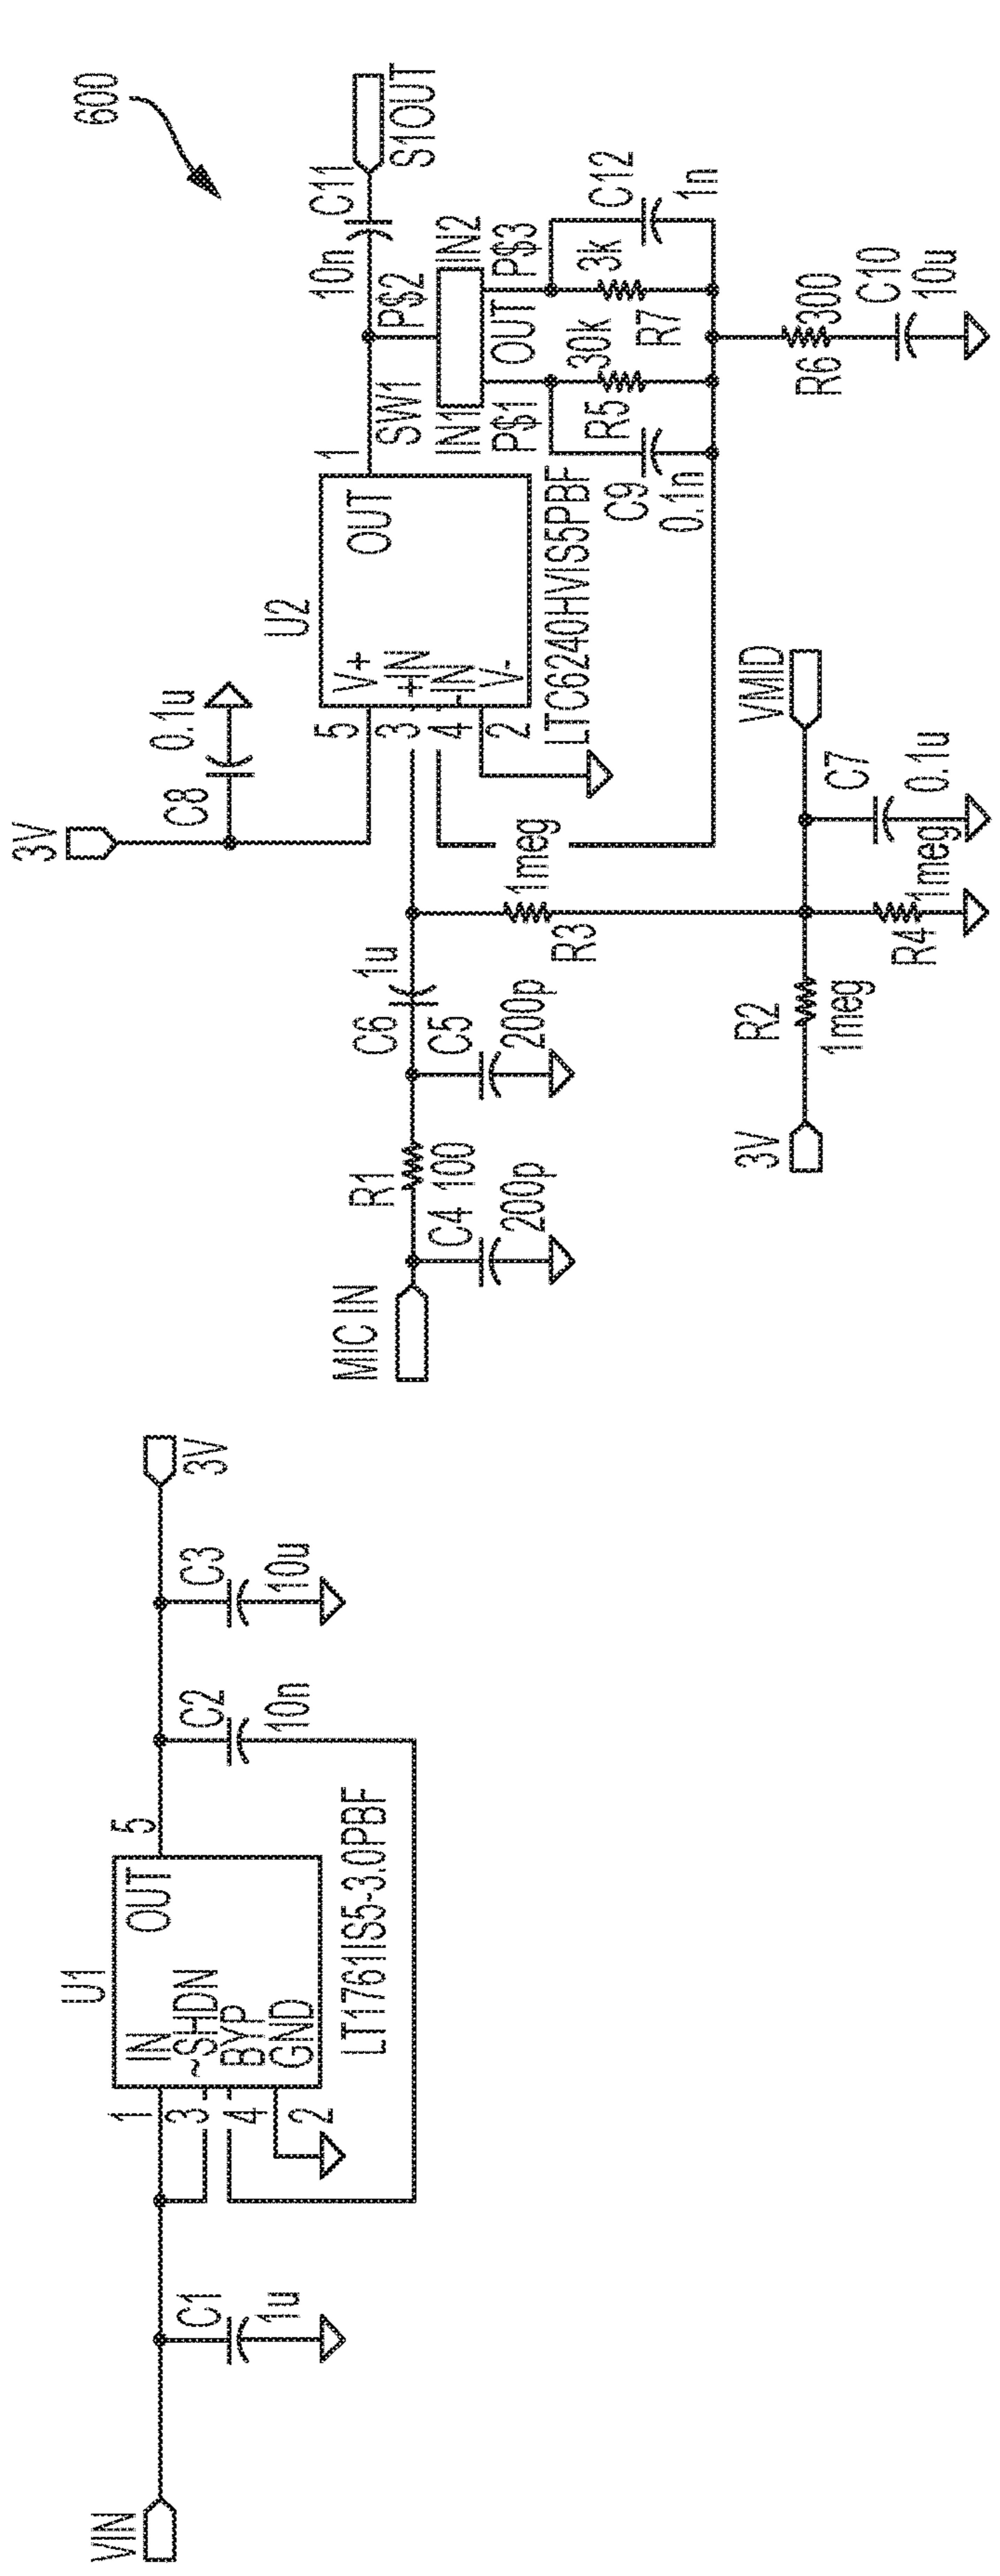 600
VIN
C1
1u
U1
1
3
4
2
IN
~SHDN
BYP
GND
OUT
5
LT1761IS5-3.0PBF
C2
10n
C3
10u
3V
MIC IN
R1
100
C4
200p
C5
200p
C6
1u
3V
C8
0.1u
U2
5
3
4
2
V+
+IN
-IN
V-
OUT
1
LTC6240HVIS5PBF
SW1
P$2
IN1
IN2
OUT
P$1
P$3
10n
C11
S1OUT
C9
0.1n
R5
30k
R7
3k
C12
1n
R6
300
C10
10u
1meg
R3
3V
R2
1meg
R4
1meg
C7
0.1u
VMID